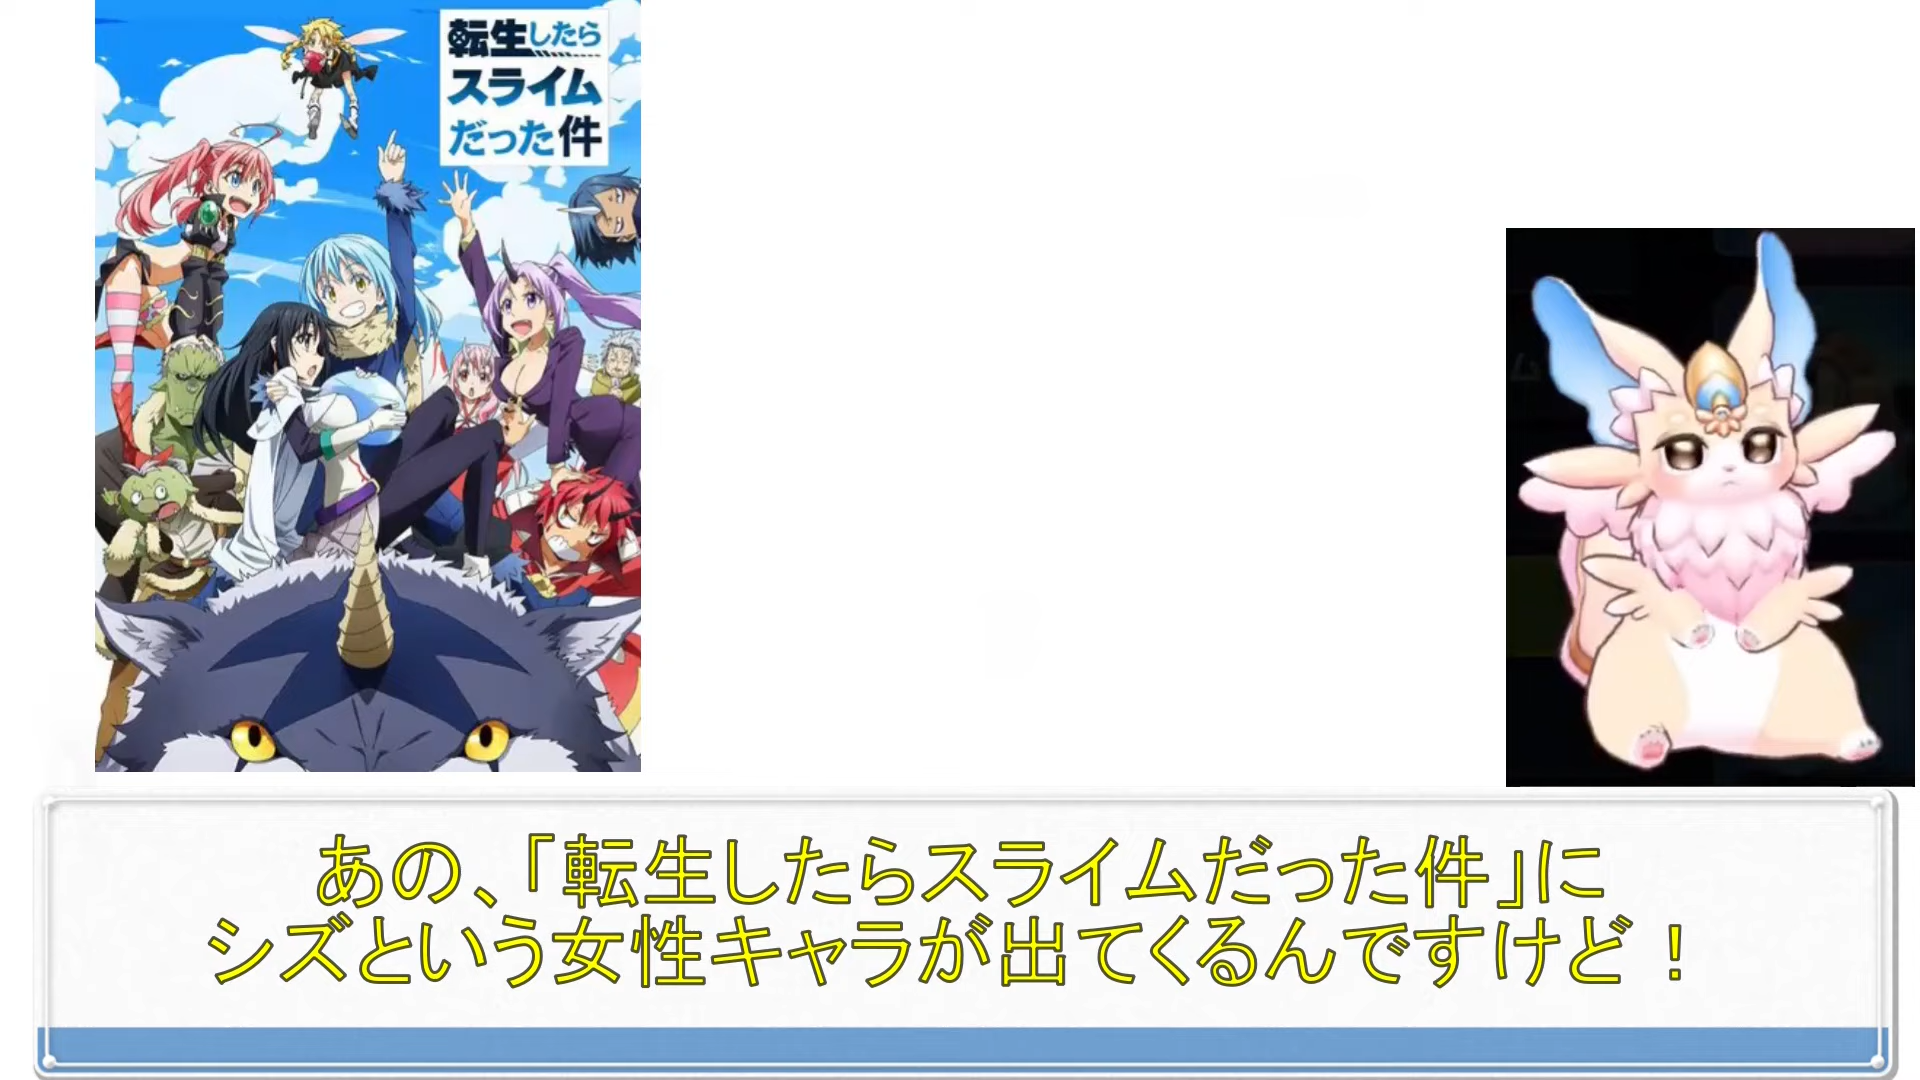 転生したら
スライム
だった件
あの、「転生したらスライムだった件」に
シズという女性キャラが出てくるんですけど！